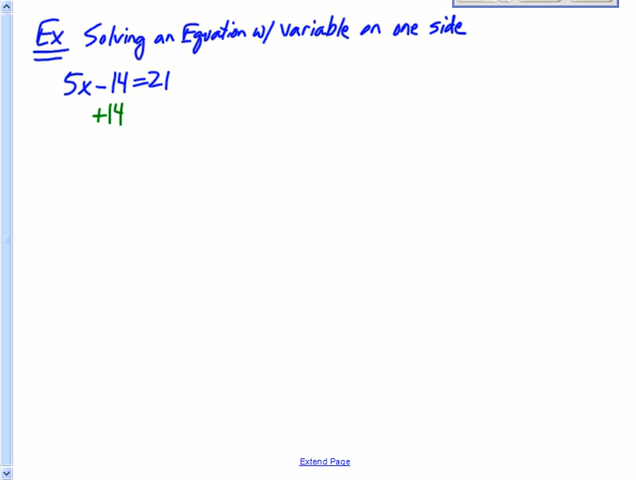 Ex Solving an Equation w/ variable on one side
5x - 14 = 21
+14
Extend Page